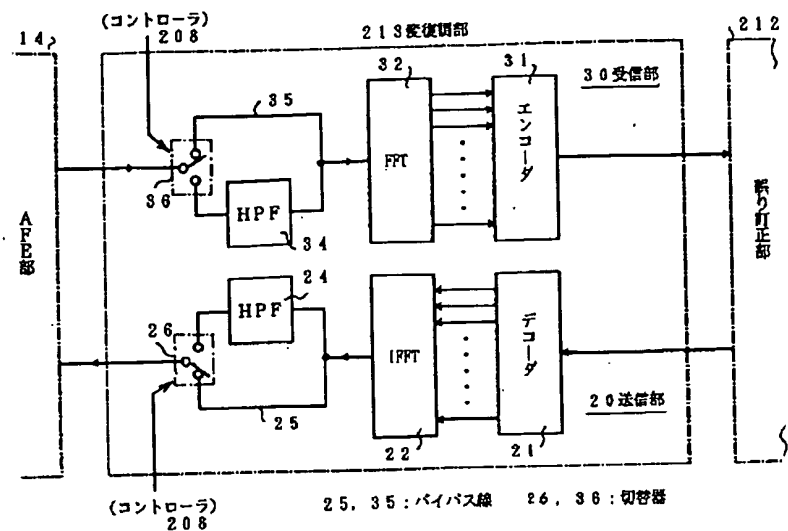 (コントローラ)
208
14
213変復調部
212
32
31
30受信部
35
エンコーダ
FFT
36
HPF
34
AFE部
誤り訂正部
24
HPF
26
デコーダ
IFFT
20送信部
25
22
21
(コントローラ)
208
25, 35:バイパス線 26, 36:切替器